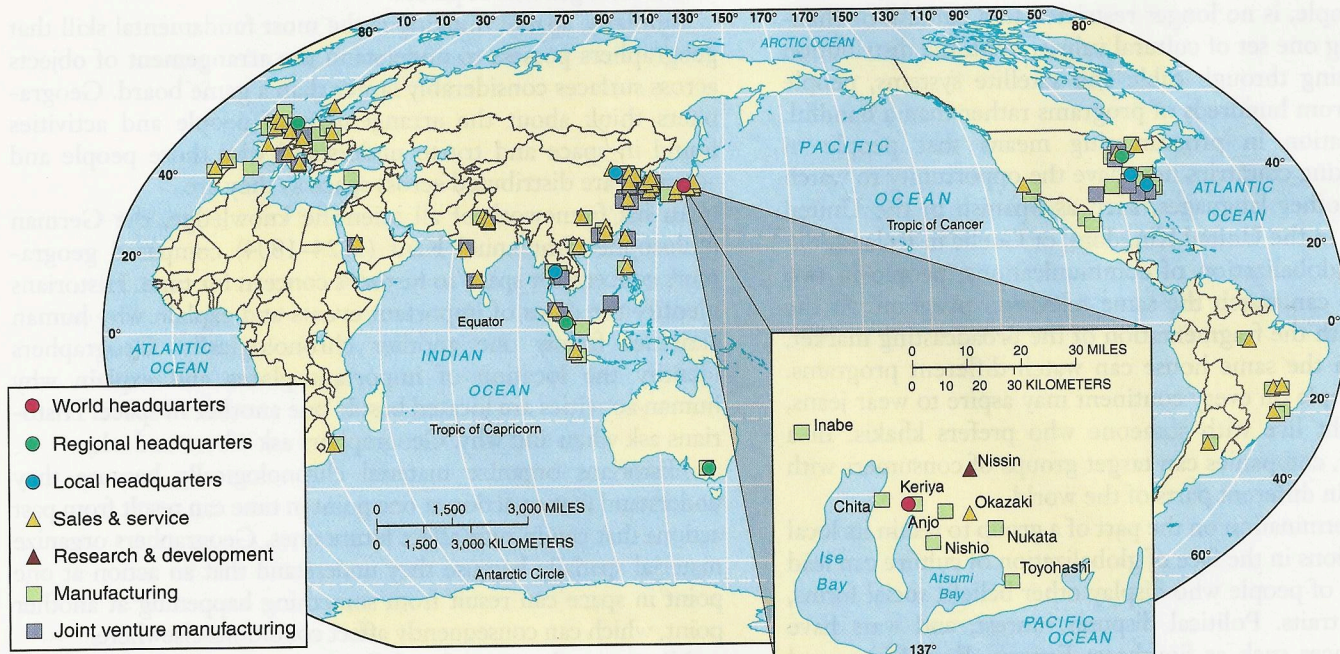 10° 0° 10° 30° 50° 70° 90° 110° 130° 150° 170° 170° 150° 130° 110° 90° 70° 50°
80° 80°
ARCTIC OCEAN
PACIFIC
OCEAN
Tropic of Cancer
ATLANTIC
OCEAN
40° 40°
20° 20°
0° 0°
Equator
ATLANTIC
OCEAN
INDIAN
OCEAN
Tropic of Capricorn
20°
40°
60°
0 1,500 3,000 MILES
0 1,500 3,000 KILOMETERS
Antarctic Circle
World headquarters
Regional headquarters
Local headquarters
Sales & service
Research & development
Manufacturing
Joint venture manufacturing
0 10 20 30 MILES
0 10 20 30 KILOMETERS
Inabe
Nissin
Keriya
Chita
Anjo
Okazaki
Nukata
Nishio
Toyohashi
Ise
Bay
Atsumi
Bay
PACIFIC
OCEAN
137°